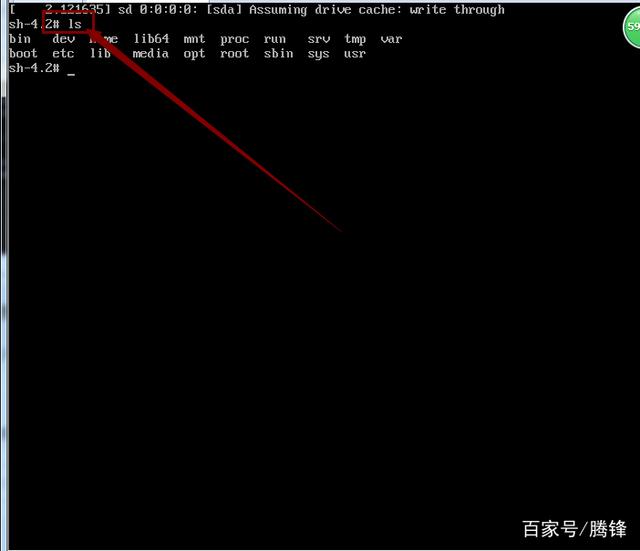 [    2.121635] sd 0:0:0:0: [sda] Assuming drive cache: write through
sh-4.2# ls
bin dev home lib64 mnt proc run srv tmp var
boot etc lib media opt root sbin sys usr
sh-4.2# _
59
百家号/腾锋